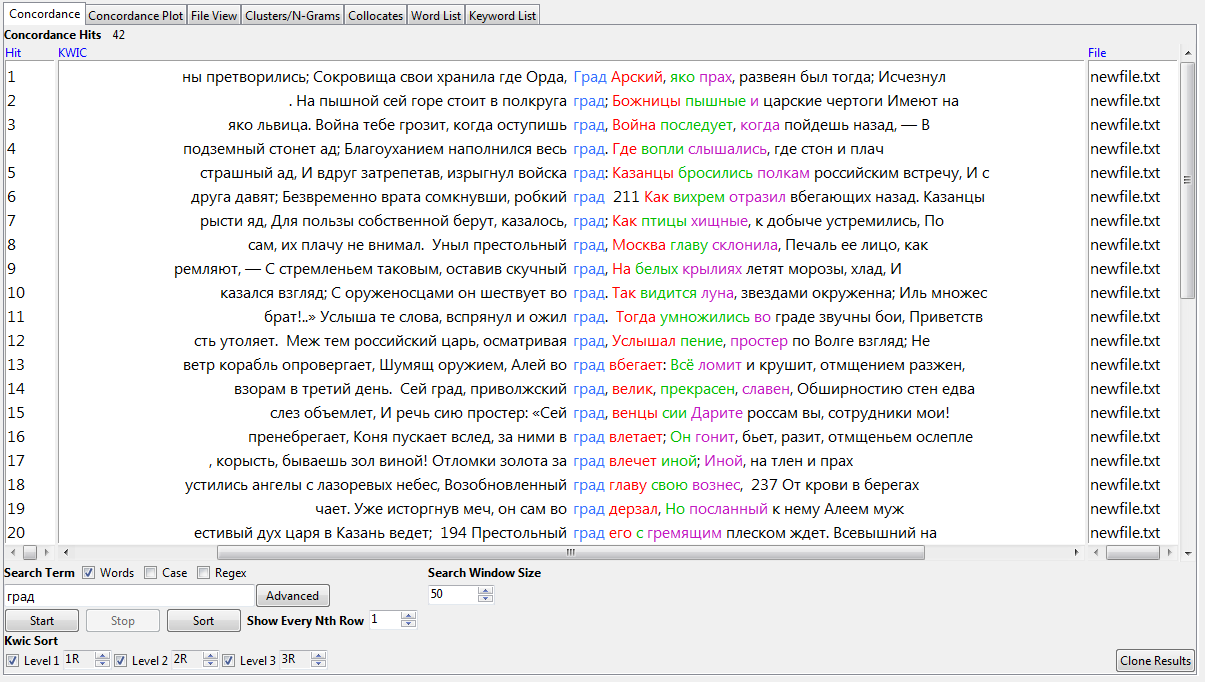 Concordance Concordance Plot File View Clusters/N-Grams Collocates Word List Keyword List
Concordance Hits 42
Hit KWIC File
1 ны претворились; Сокровища свои хранила где Орда, Град Арский, яко прах, развеян был тогда; Исчезнул newfile.txt
2 . На пышной сей горе стоит в полкруга град; Божницы пышные и царские чертоги Имеют на newfile.txt
3 яко львица. Война тебе грозит, когда оступишь град, Война последует, когда пойдешь назад, — В newfile.txt
4 подземный стонет ад; Благоуханием наполнился весь град. Где вопли слышались, где стон и плач newfile.txt
5 страшный ад, И вдруг затрепетав, изрыгнул войска град: Казанцы бросились полкам российским встречу, И с newfile.txt
6 друга давят; Безвременно врата сомкнувши, робкий град 211 Как вихрем отразил вбегающих назад. Казанцы newfile.txt
7 рысти яд, Для пользы собственной берут, казалось, град; Как птицы хищные, к добыче устремились, По newfile.txt
8 сам, их плачу не внимал. Уныл престольный град, Москва главу склонила, Печаль ее лицо, как newfile.txt
9 ремляют, — С стремленьем таковым, оставив скучный град, На белых крылиях летят морозы, хлад, И newfile.txt
10 казался взгляд; С оруженосцами он шествует во град. Так видится луна, звездами окруженна; Иль множес newfile.txt
11 брат!..» Услыша те слова, вспрянул и ожил град. Тогда умножились во граде звучны бои, Приветств newfile.txt
12 сть утоляет. Меж тем российский царь, осматривая град, Услышал пение, простер по Волге взгляд; Не newfile.txt
13 ветр корабль опровергает, Шумящ оружием, Алей во град вбегает: Всё ломит и крушит, отмщением разжен, newfile.txt
14 взорам в третий день. Сей град, приволжский град, велик, прекрасен, славен, Обширностию стен едва newfile.txt
15 слез объемлет, И речь сию простер: «Сей град, венцы сии Дарите россам вы, сотрудники мои! newfile.txt
16 пренебрегает, Коня пускает вслед, за ними в град влетает; Он гонит, бьет, разит, отмщеньем ослепле newfile.txt
17 , корысть, бываешь зол виной! Отломки золота за град влечет иной; Иной, на тлен и прах newfile.txt
18 устились ангелы с лазоревых небес, Возобновленный град главу свою вознес, 237 От крови в берегах newfile.txt
19 чает. Уже исторгнув меч, он сам во град дерзал, Но посланный к нему Алеем муж newfile.txt
20 естивый дух царя в Казань ведет; 194 Престольный град его с гремящим плеском ждет. Всевышний на newfile.txt
Search Term Words Case Regex Search Window Size
град Advanced 50
Start Stop Sort Show Every Nth Row 1
Kwic Sort
Level 1 1R Level 2 2R Level 3 3R Clone Results